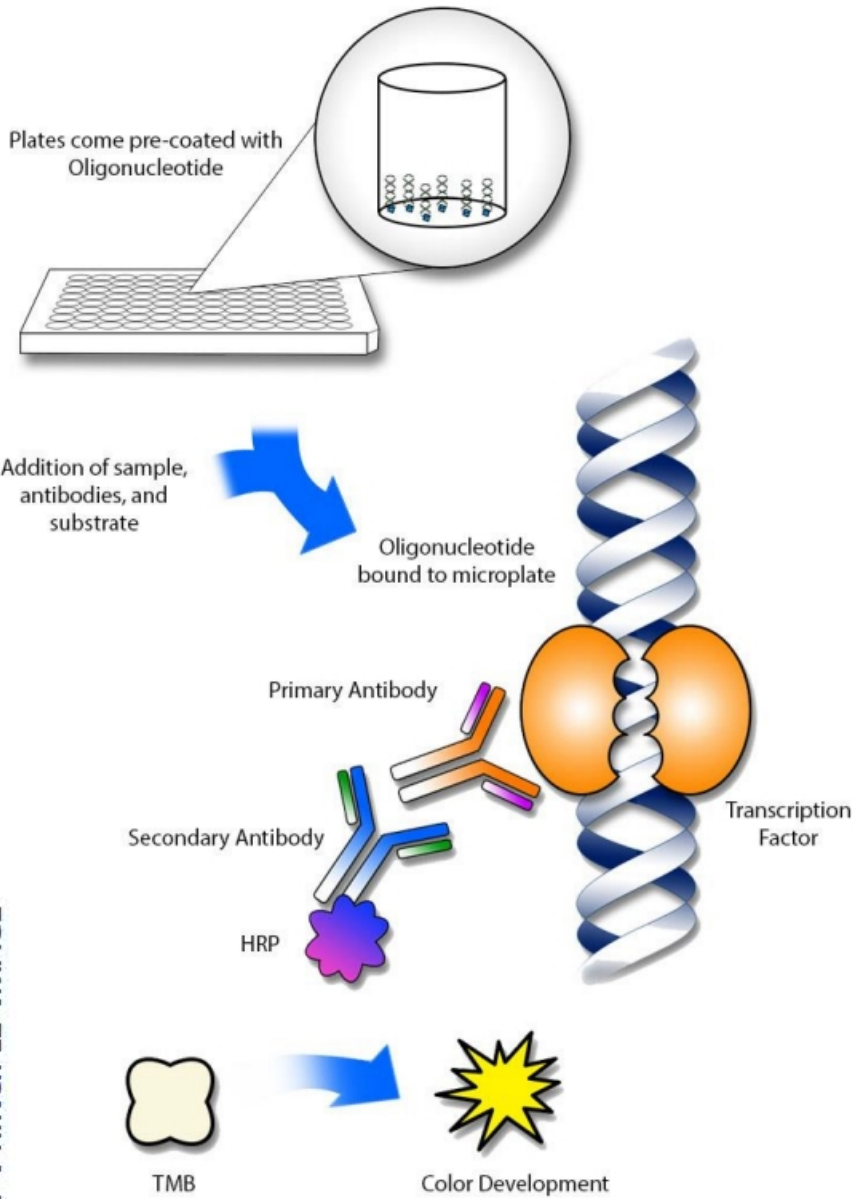 Plates come pre-coated with
Oligonucleotide
Addition of sample,
antibodies, and
substrate
Oligonucleotide
bound to microplate
Primary Antibody
Transcription
Factor
Secondary Antibody
HRP
TMB
Color Development